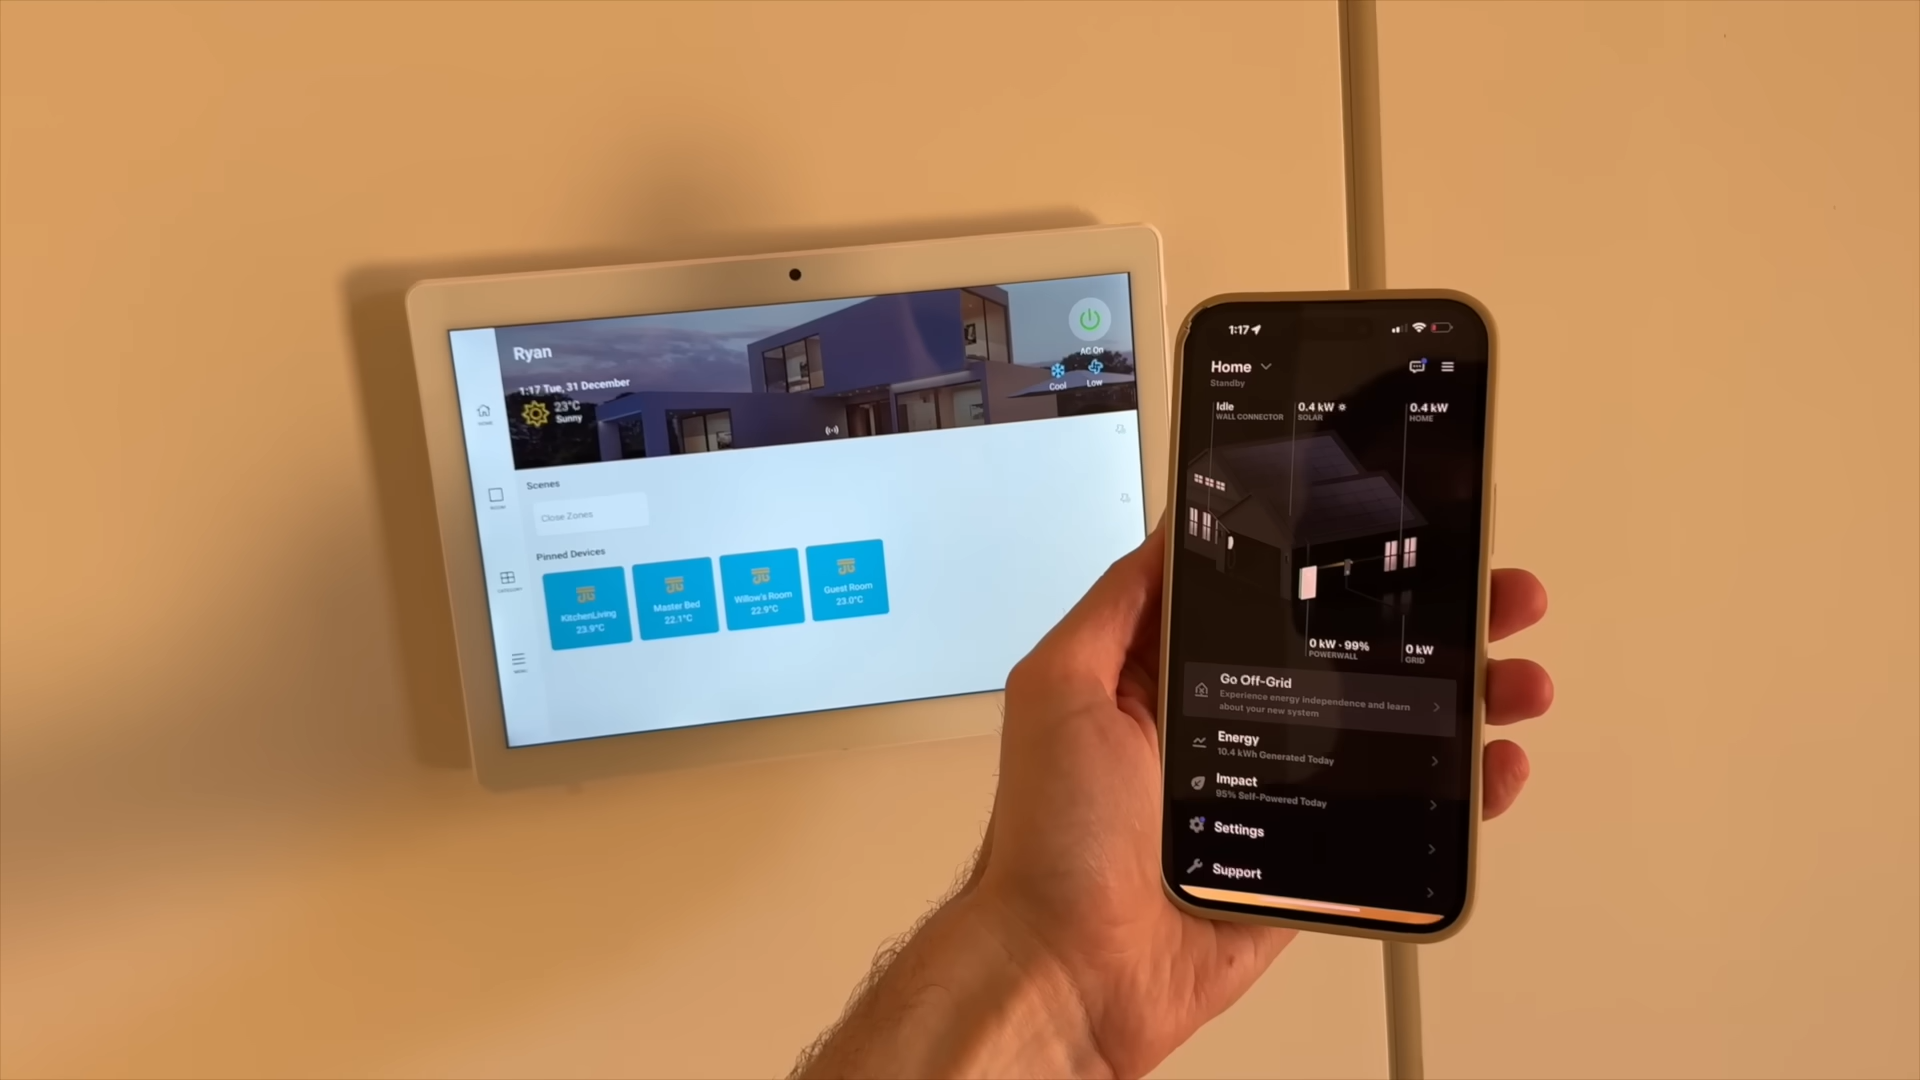 Ryan
1:17 Tue, 31 December
23°C
Sunny
AC On
Cool
Low
HOME
ROOM
CATEGORY
MENU
Scenes
Close Zones
Pinned Devices
KitchenLiving
23.9°C
Master Bed
22.1°C
Willow's Room
22.9°C
Guest Room
23.0°C
1:17
Home
Standby
Idle
WALL CONNECTOR
0.4 kW
SOLAR
0.4 kW
HOME
0 kW · 99%
POWERWALL
0 kW
GRID
Go Off-Grid
Experience energy independence and learn
about your new system
Energy
10.4 kWh Generated Today
Impact
95% Self-Powered Today
Settings
Support